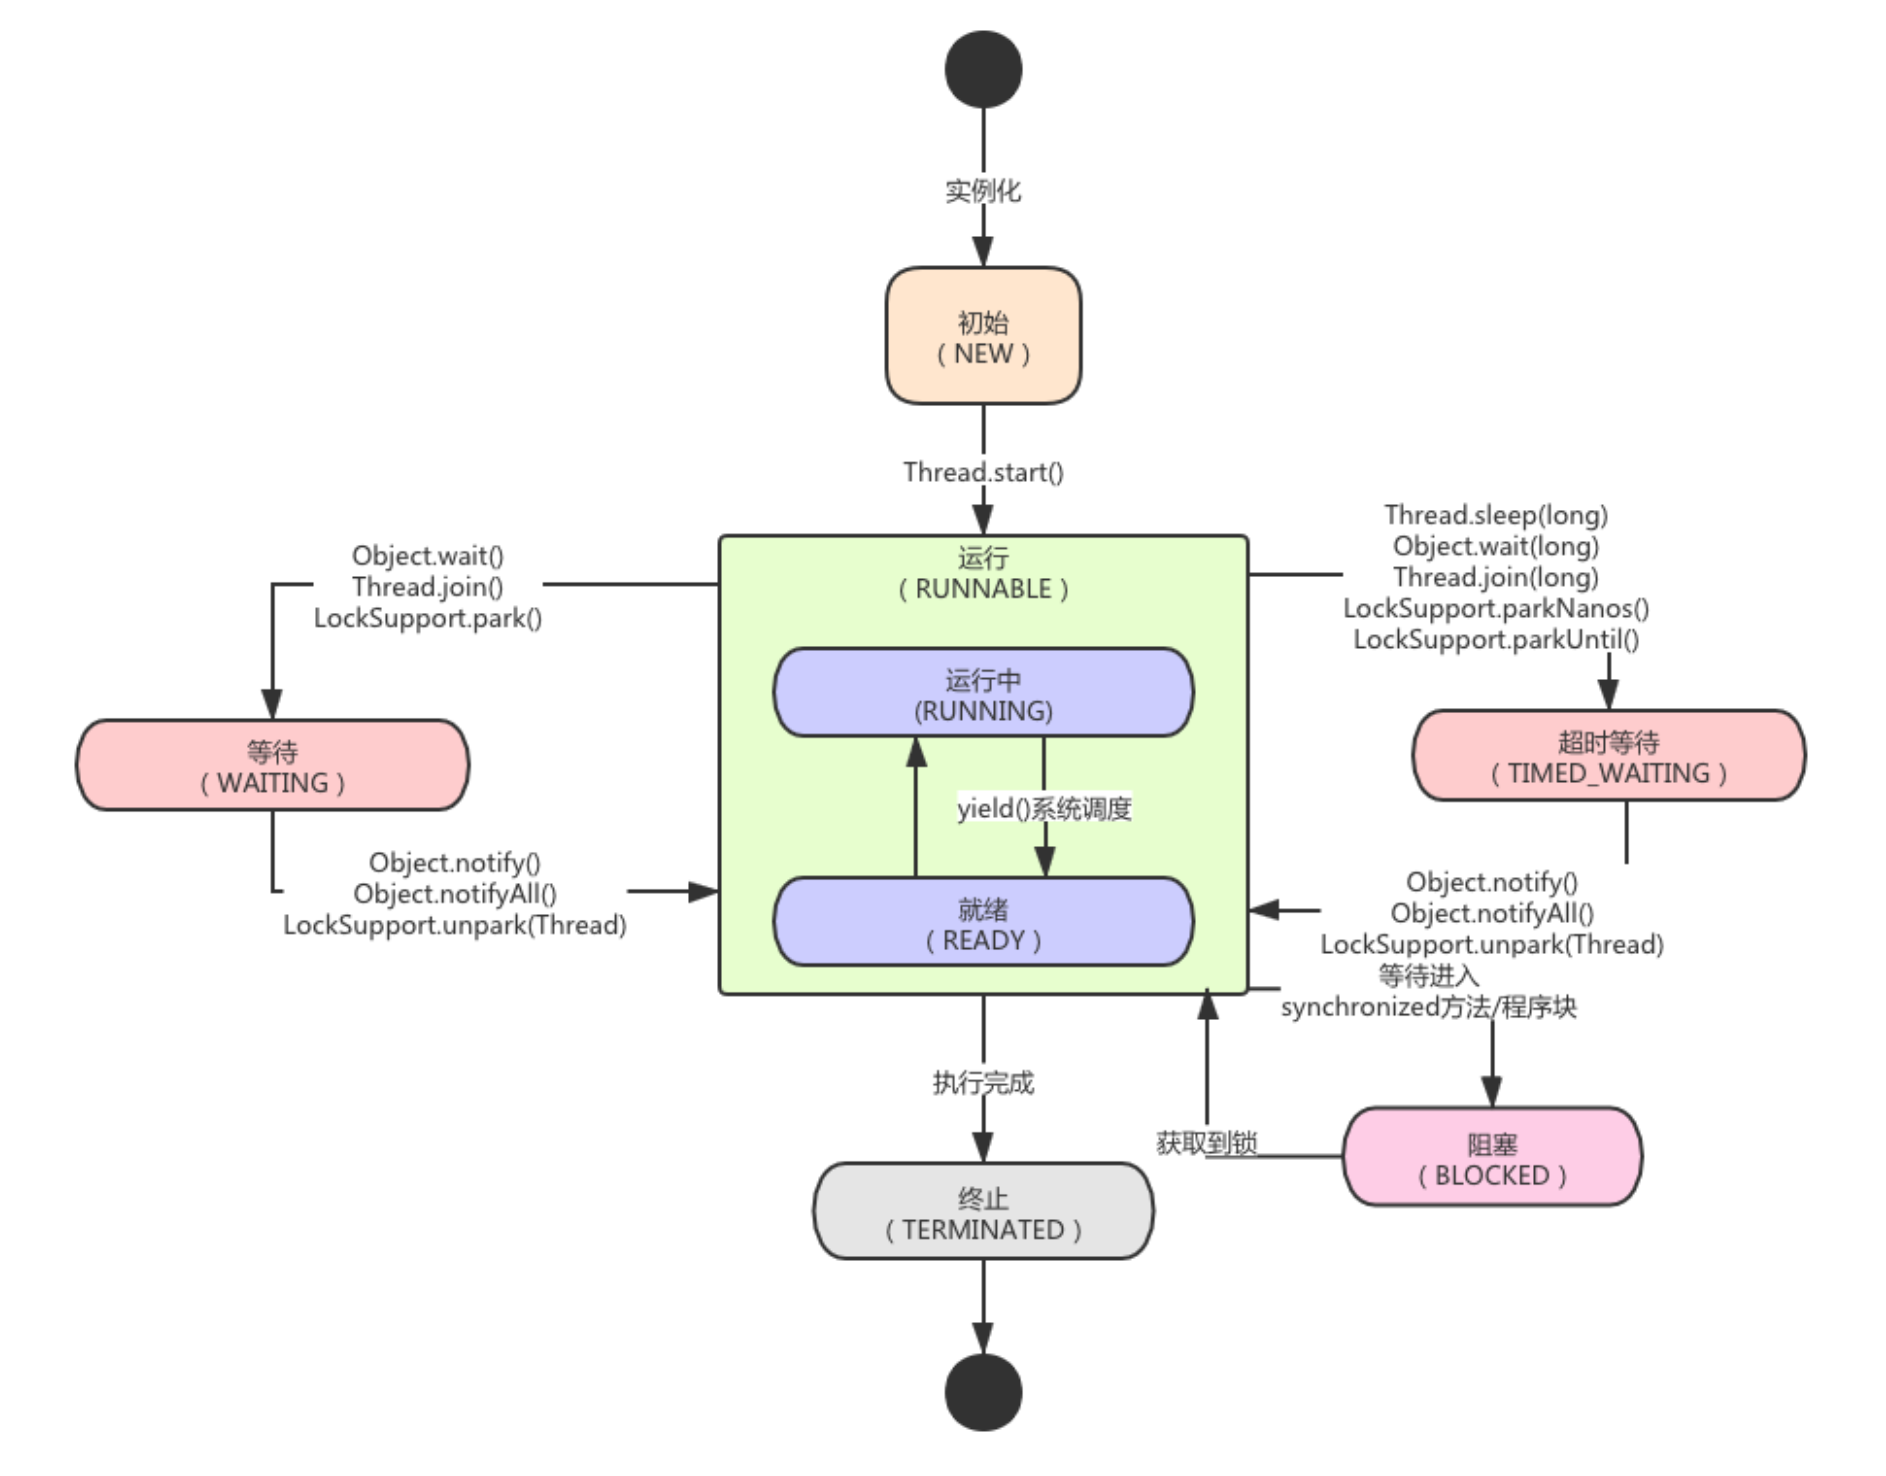 实例化
初始
（NEW）
Thread.start()
Object.wait()
Thread.join()
LockSupport.park()
运行
（RUNNABLE）
Thread.sleep(long)
Object.wait(long)
Thread.join(long)
LockSupport.parkNanos()
LockSupport.parkUntil()
运行中
(RUNNING)
等待
（WAITING）
超时等待
（TIMED_WAITING）
yield()系统调度
Object.notify()
Object.notifyAll()
LockSupport.unpark(Thread)
就绪
（READY）
Object.notify()
Object.notifyAll()
LockSupport.unpark(Thread)
等待进入
synchronized方法/程序块
执行完成
获取到锁
阻塞
（BLOCKED）
终止
（TERMINATED）